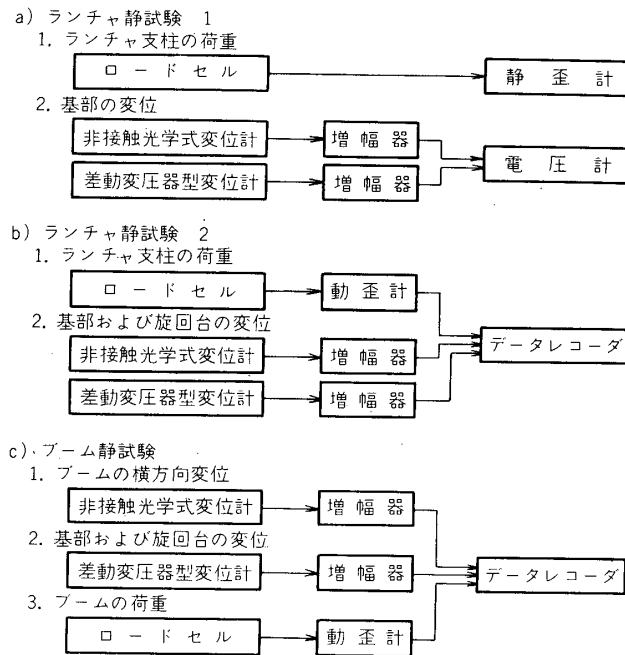 a) ランチャ静試験 1
1. ランチャ支柱の荷重
ロードセル
静歪計
2. 基部の変位
非接触光学式変位計
増幅器
差動変圧器型変位計
増幅器
電圧計
b) ランチャ静試験 2
1. ランチャ支柱の荷重
ロードセル
動歪計
2. 基部および旋回台の変位
データレコーダ
非接触光学式変位計
増幅器
差動変圧器型変位計
増幅器
c) ブーム静試験
1. ブームの横方向変位
非接触光学式変位計
増幅器
2. 基部および旋回台の変位
差動変圧器型変位計
増幅器
データレコーダ
3. ブームの荷重
ロードセル
動歪計